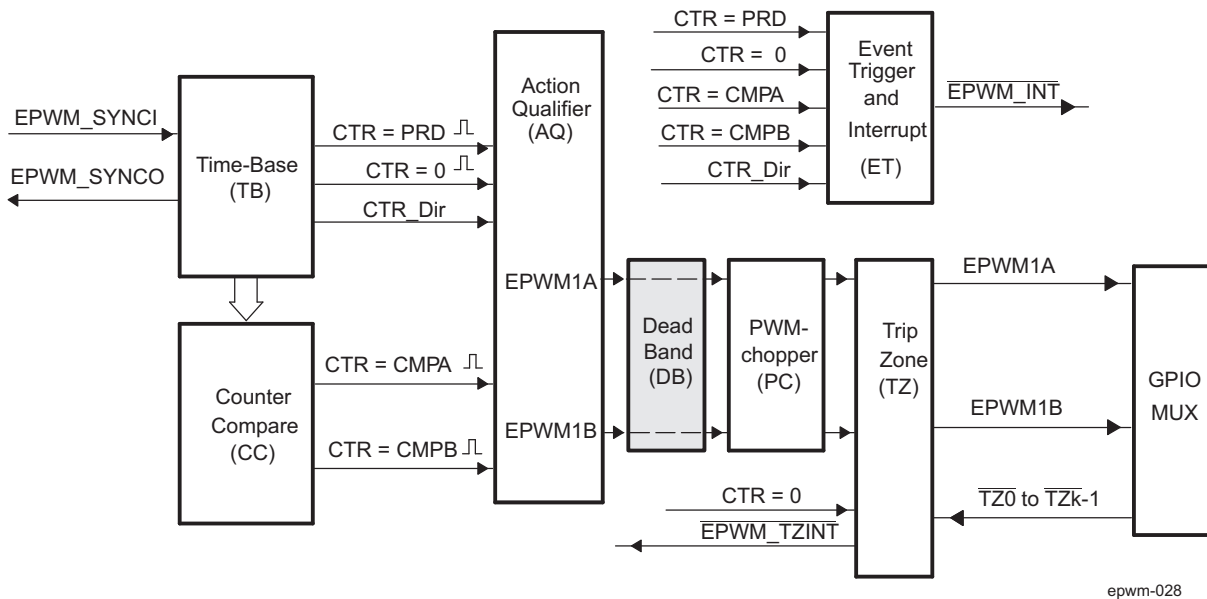 EPWM_SYNCI
EPWM_SYNCO
Time-Base
(TB)
CTR = PRD
CTR = 0
CTR_Dir
Counter
Compare
(CC)
CTR = CMPA
CTR = CMPB
Action
Qualifier
(AQ)
EPWM1A
EPWM1B
CTR = PRD
CTR = 0
CTR = CMPA
CTR = CMPB
CTR_Dir
Event
Trigger
and
Interrupt
(ET)
EPWM_INT
Dead
Band
(DB)
PWM-
chopper
(PC)
Trip
Zone
(TZ)
CTR = 0
EPWM_TZINT
EPWM1A
EPWM1B
TZ0 to TZk-1
GPIO
MUX
epwm-028